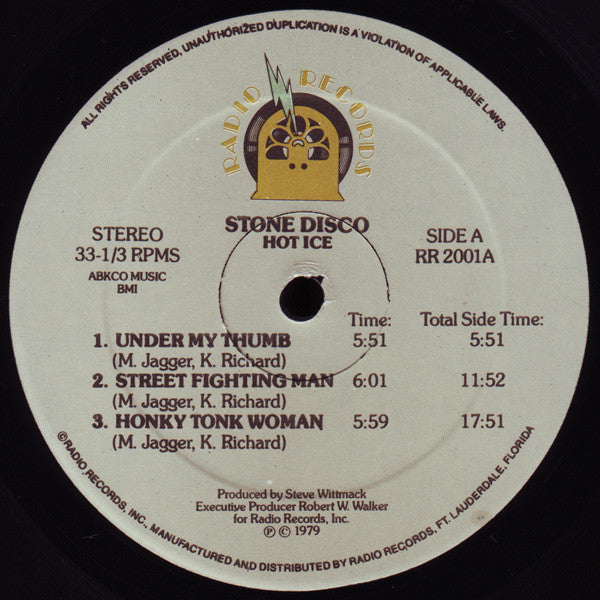 ALL RIGHTS RESERVED, UNAUTHORIZED DUPLICATION IS A VIOLATION OF APPLICABLE LAWS.
RADIO RECORDS
STEREO
33-1/3 RPMS
ABKCO MUSIC
BMI
STONE DISCO
HOT ICE
SIDE A
RR 2001A
Time: Total Side Time:
1. UNDER MY THUMB 5:51 5:51
(M. Jagger, K. Richard)
2. STREET FIGHTING MAN 6:01 11:52
(M. Jagger, K. Richard)
3. HONKY TONK WOMAN 5:59 17:51
(M. Jagger, K. Richard)
Produced by Steve Wittmack
Executive Producer Robert W. Walker
for Radio Records, Inc.
℗ © 1979
©RADIO RECORDS, INC., MANUFACTURED AND DISTRIBUTED BY RADIO RECORDS, FT. LAUDERDALE, FLORIDA